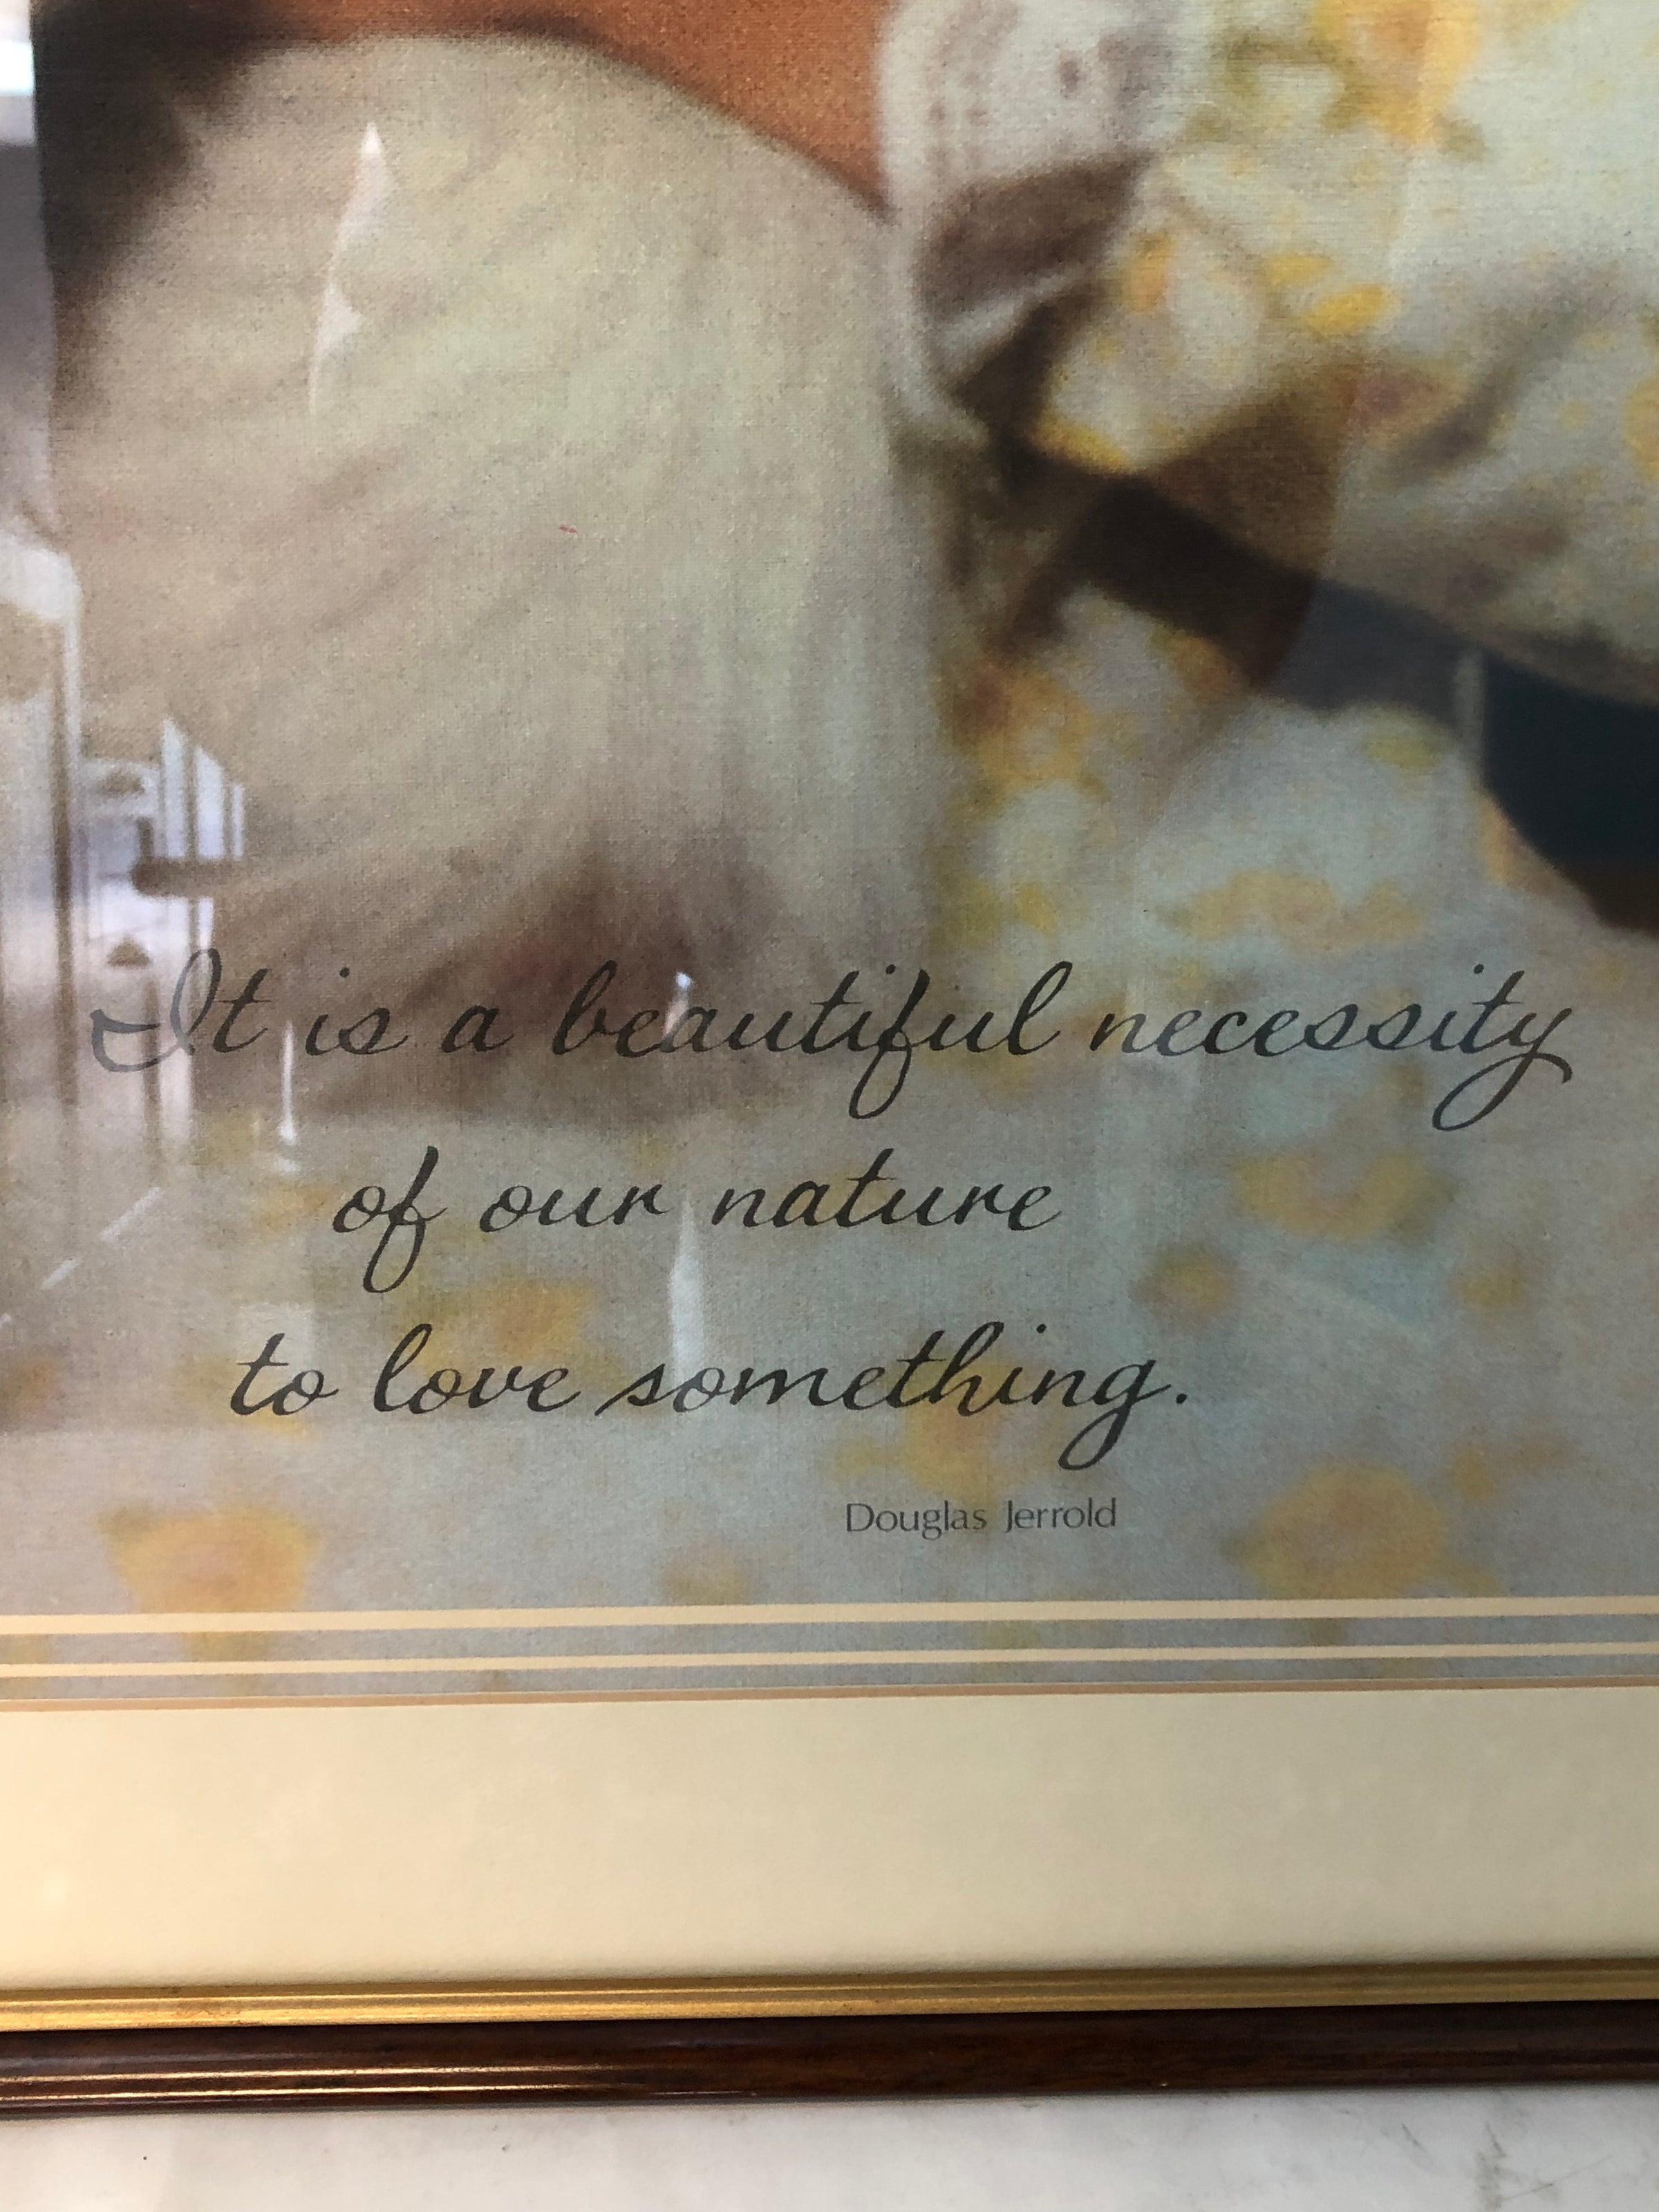 It is a beautiful necessity
of our nature
to love something.
Douglas Jerrold